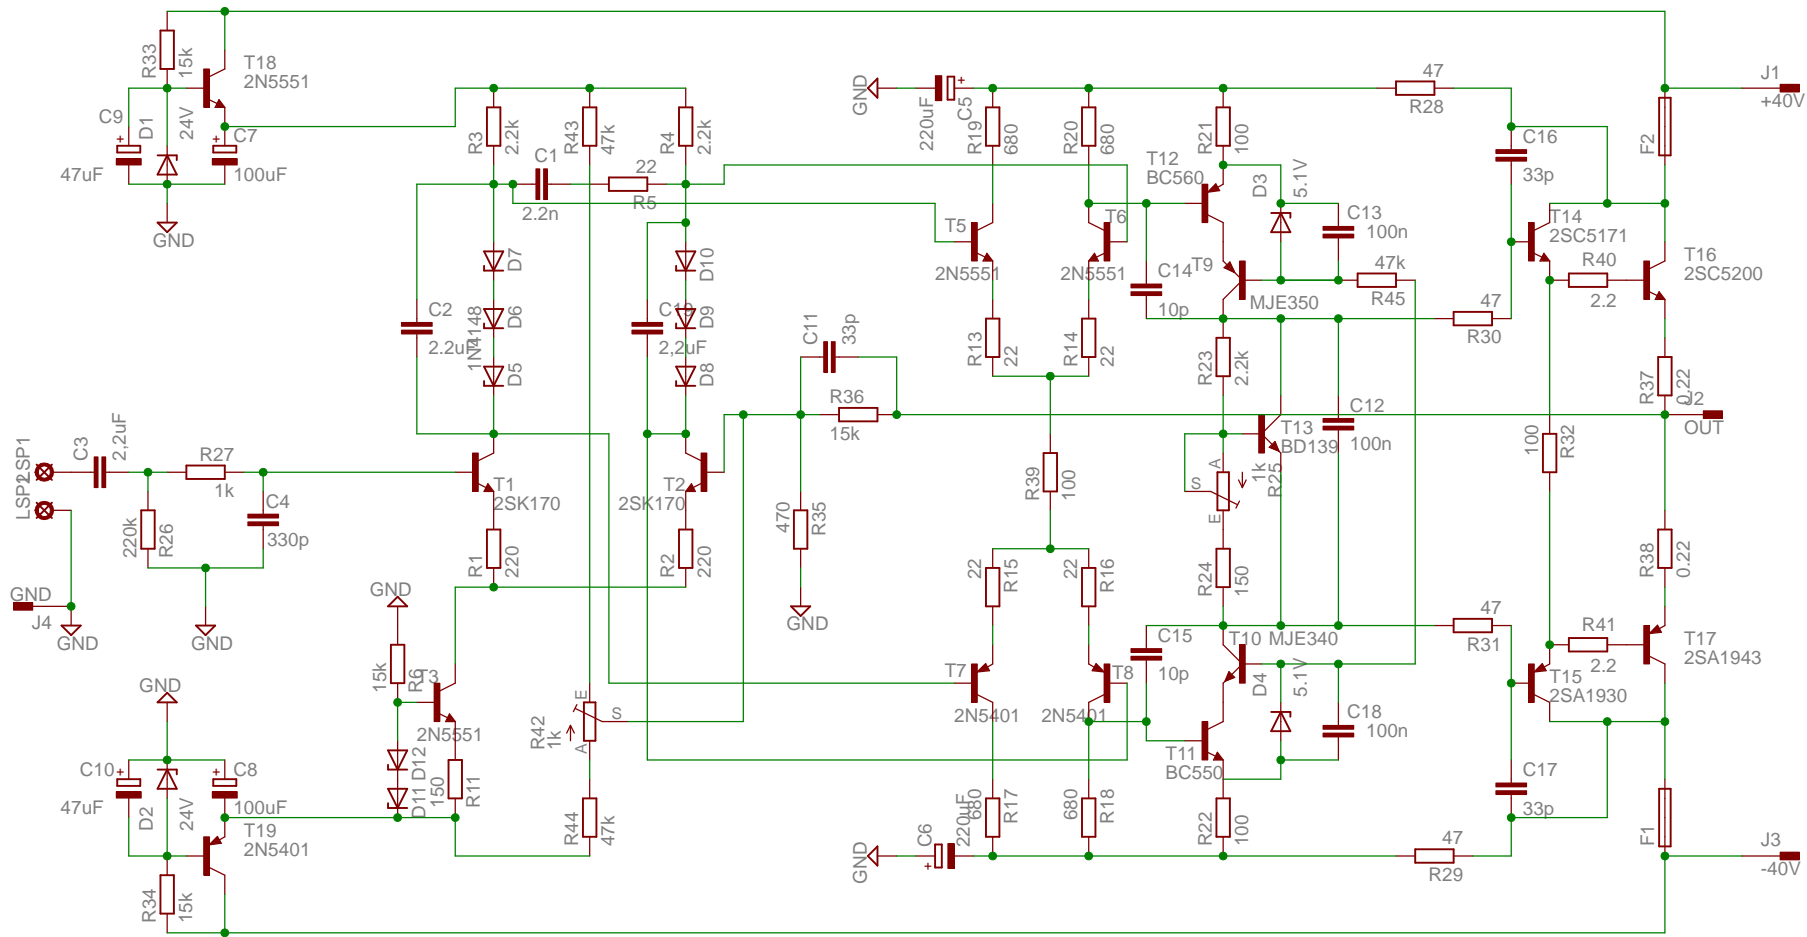 R33
15k
T18
2N5551
C9
D1
24V
C7
47uF
100uF
GND
R3
2.2k
R43
47k
R4
2.2k
C1
22
2.2n
R5
D7
D10
C2
D6
2.2uF
1N4148
D5
C19
D9
2,2uF
D8
C11
33p
R36
15k
GND
220uF
C5
R19
680
R20
680
R21
100
T12
BC560
D3
5.1V
C13
100n
T5
2N5551
T6
2N5551
C14
10p
T9
MJE350
47k
R45
47
R28
C16
33p
F2
J1
+40V
T14
2SC5171
R40
2.2
T16
2SC5200
47
R30
R13
22
R14
22
R23
2.2k
R37
0.22
J2
OUT
C12
100n
T13
BD139
A
1k
R25
S
E
100
R32
R39
100
LSP1
LSP2
C3
2,2uF
R27
1k
220k
R26
C4
330p
GND
J4
GND
GND
T1
2SK170
T2
2SK170
R1
220
R2
220
470
R35
GND
22
R15
22
R16
R24
150
R38
0.22
GND
15k
R6
T3
2N5551
D12
D11
150
R11
E
S
A
R42
1k
R44
47k
T7
2N5401
T8
2N5401
C15
10p
T10
MJE340
D4
5.1V
C18
100n
T11
BC550
47
R31
R41
2.2
T15
2SA1930
T17
2SA1943
GND
C10
47uF
D2
24V
C8
100uF
T19
2N5401
R34
15k
GND
C6
220uF
680
R17
680
R18
R22
100
47
R29
C17
33p
F1
J3
-40V